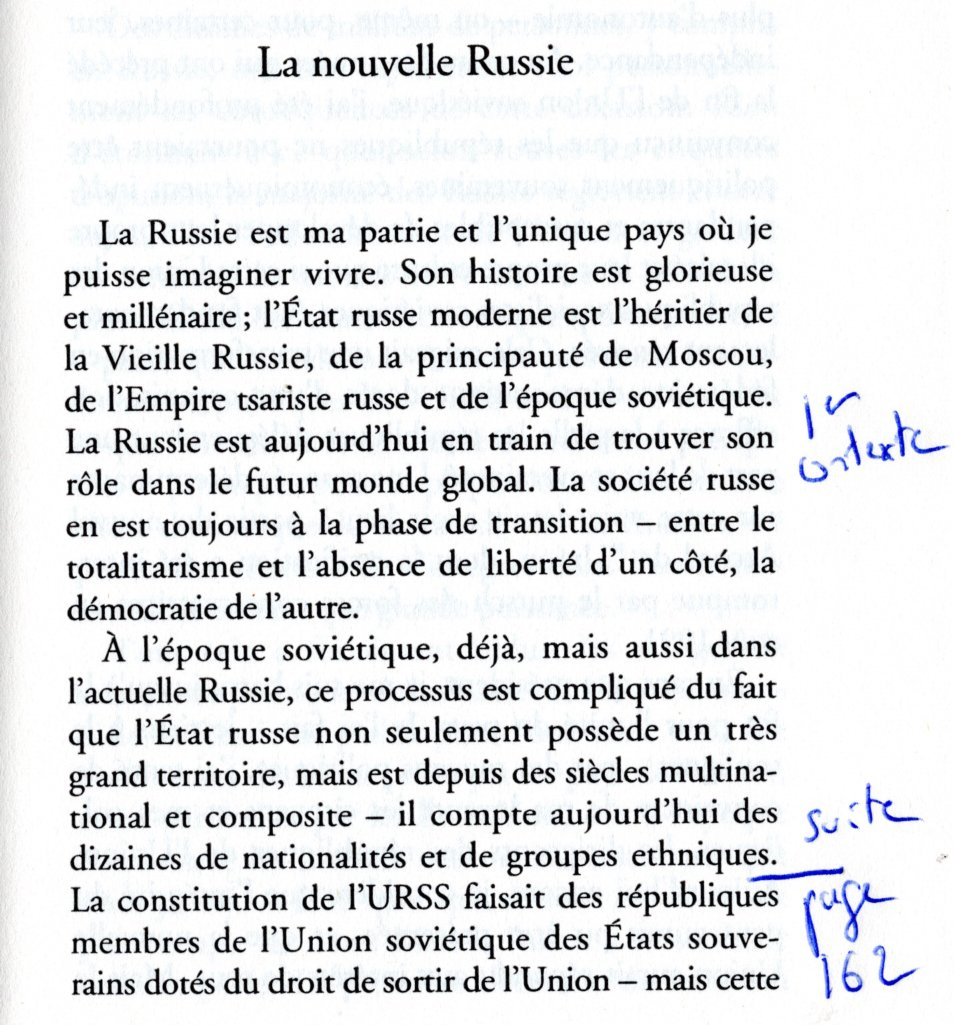 La nouvelle Russie
La Russie est ma patrie et l'unique pays où je
puisse imaginer vivre. Son histoire est glorieuse
et millénaire ; l'État russe moderne est l'héritier de
la Vieille Russie, de la principauté de Moscou,
de l'Empire tsariste russe et de l'époque soviétique.
La Russie est aujourd'hui en train de trouver son
rôle dans le futur monde global. La société russe
en est toujours à la phase de transition – entre le
totalitarisme et l'absence de liberté d'un côté, la
démocratie de l'autre.
À l'époque soviétique, déjà, mais aussi dans
l'actuelle Russie, ce processus est compliqué du fait
que l'État russe non seulement possède un très
grand territoire, mais est depuis des siècles multina-
tional et composite – il compte aujourd'hui des
dizaines de nationalités et de groupes ethniques.
La constitution de l'URSS faisait des républiques
membres de l'Union soviétique des États souve-
rains dotés du droit de sortir de l'Union – mais cette
1er
contexte
suite
page
162